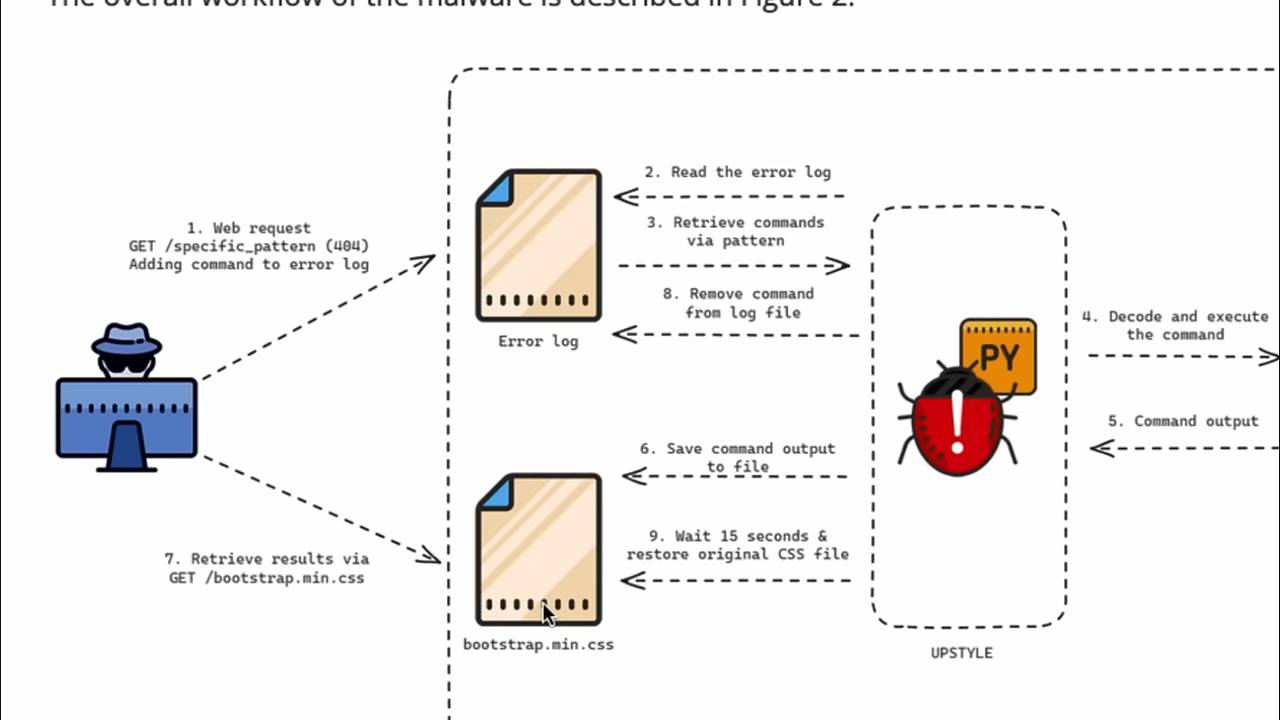 The overall workflow of the malware is described in Figure 2.
1. Web request
GET /specific_pattern (404)
Adding command to error log
2. Read the error log
3. Retrieve commands
via pattern
8. Remove command
from log file
Error log
PY
4. Decode and execute
the command
5. Command output
6. Save command output
to file
7. Retrieve results via
GET /bootstrap.min.css
9. Wait 15 seconds &
restore original CSS file
bootstrap.min.css
UPSTYLE